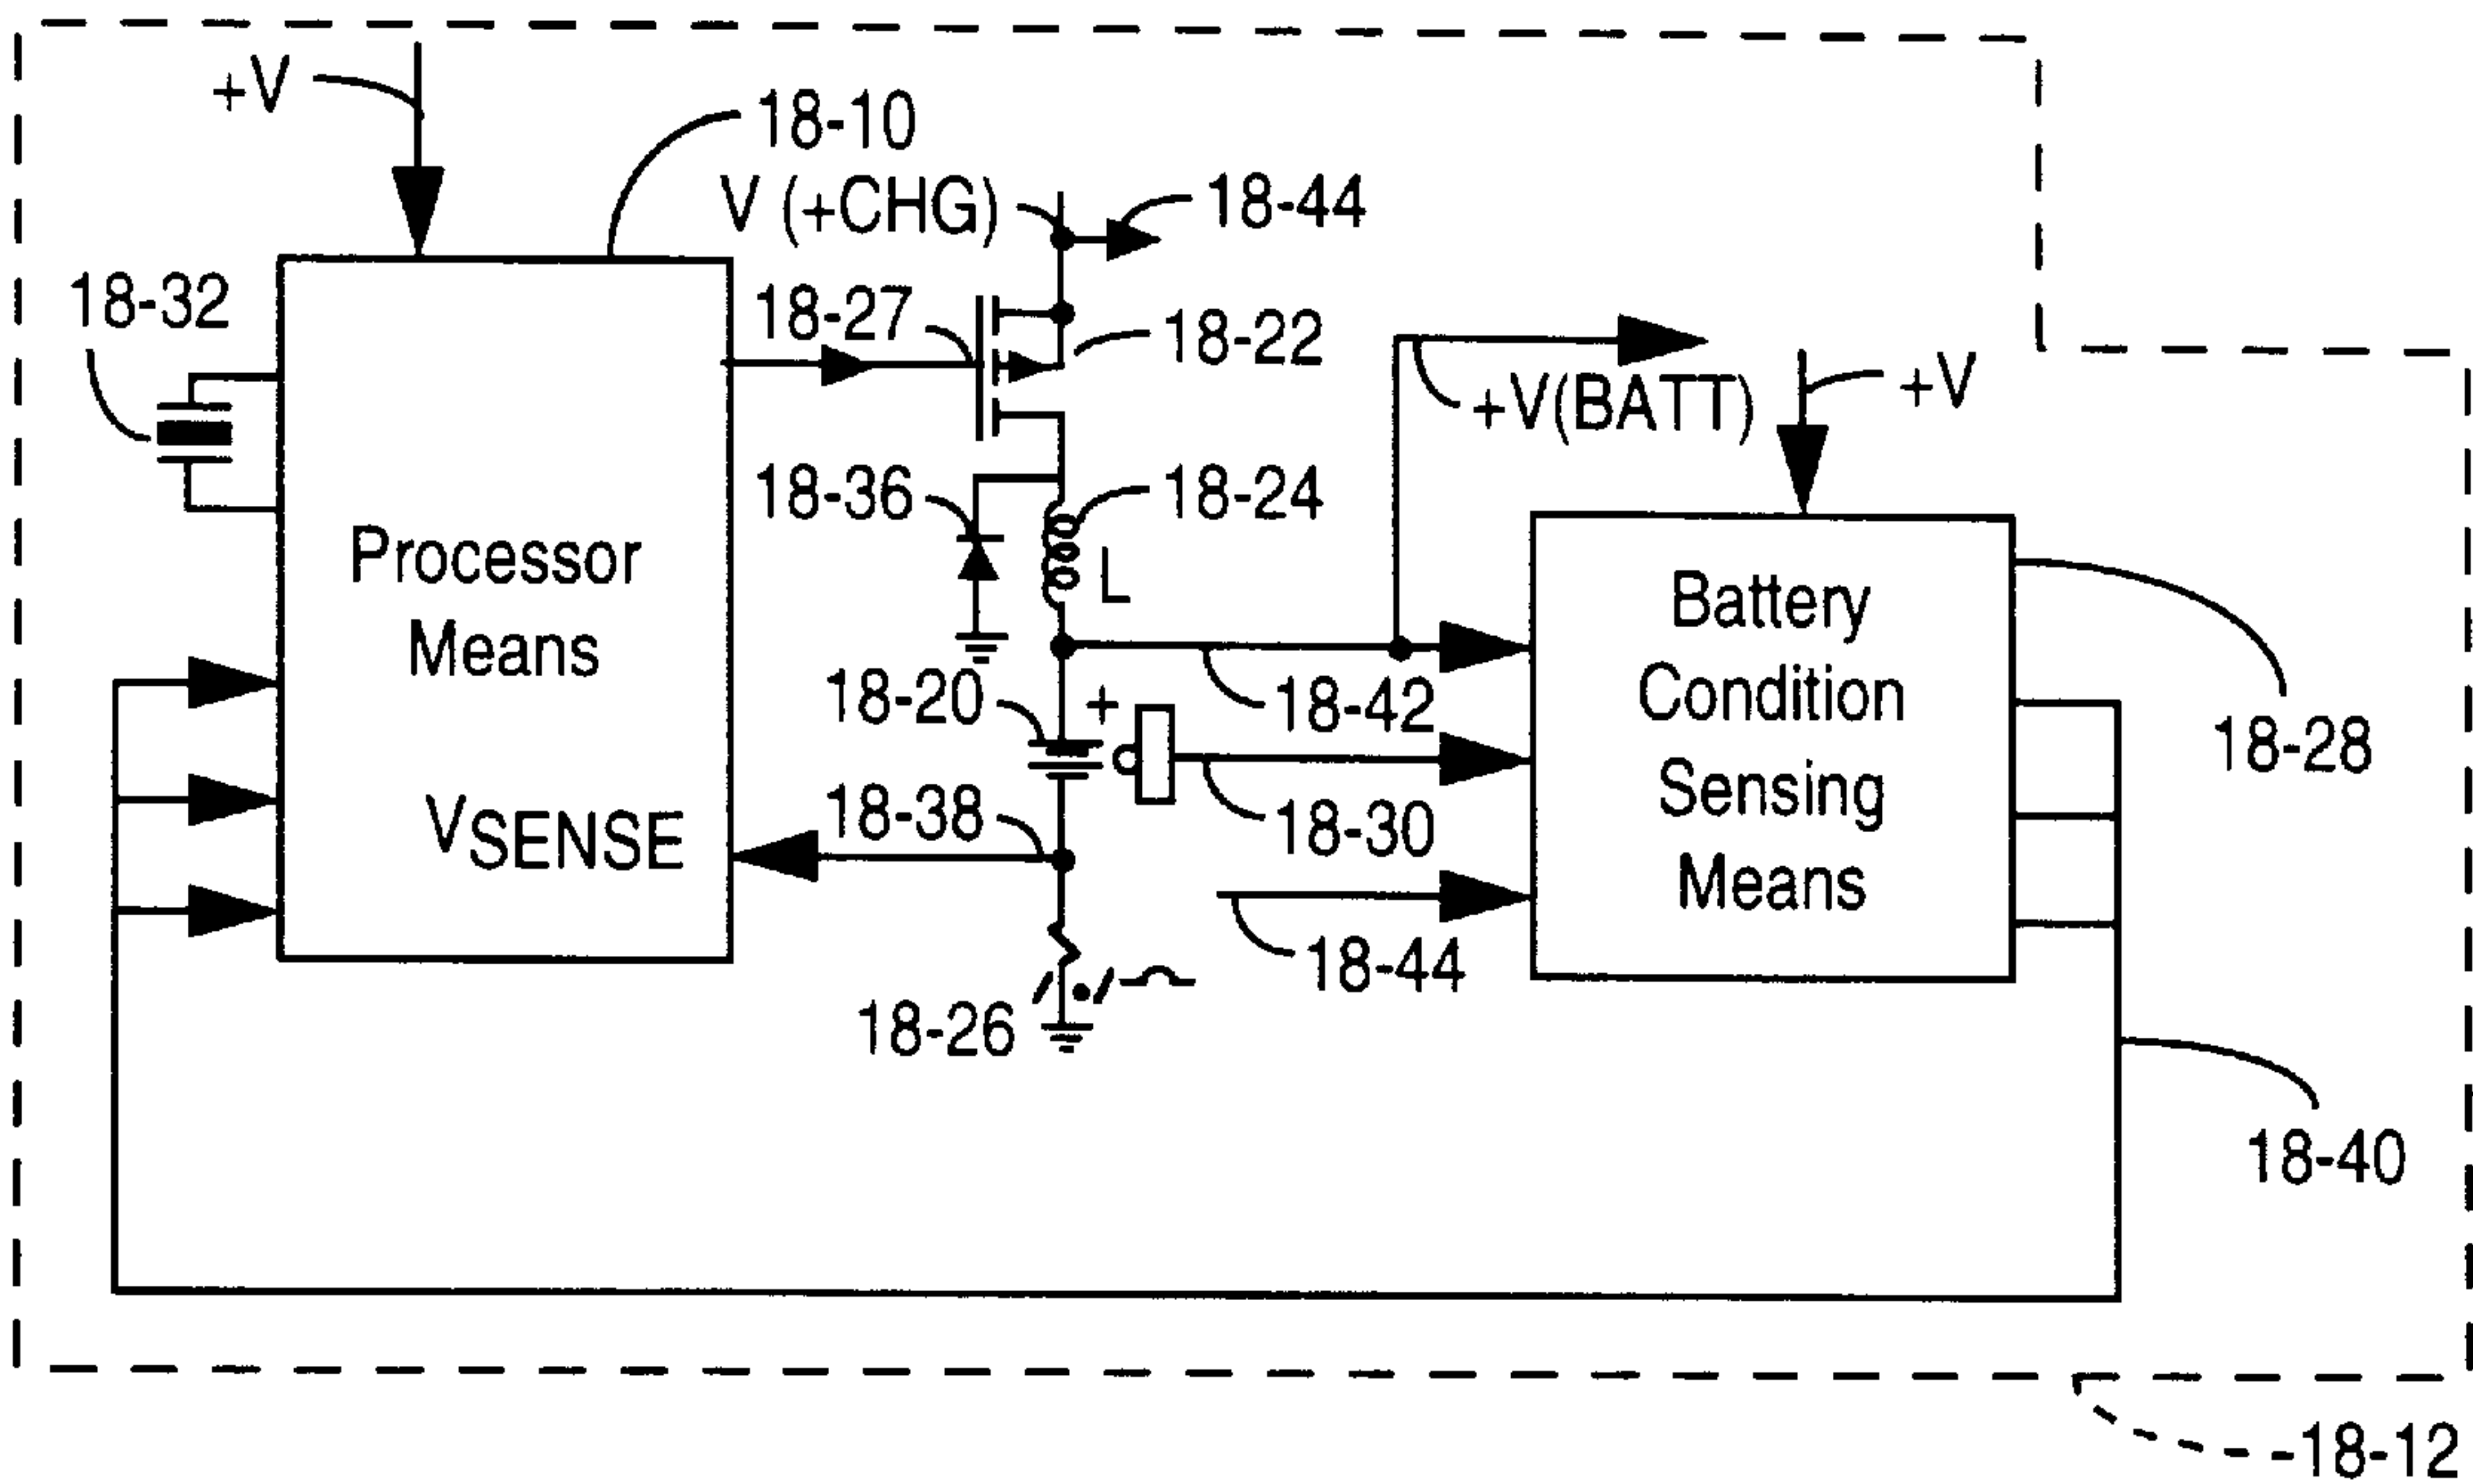 +V
18-10
V (+CHG)
18-44
18-32
18-27
18-22
+V(BATT)
+V
18-36
18-24
L
Processor
Means
VSENSE
Battery
Condition
Sensing
Means
18-20
+
18-42
18-28
18-38
18-30
18-44
18-26
18-40
18-12